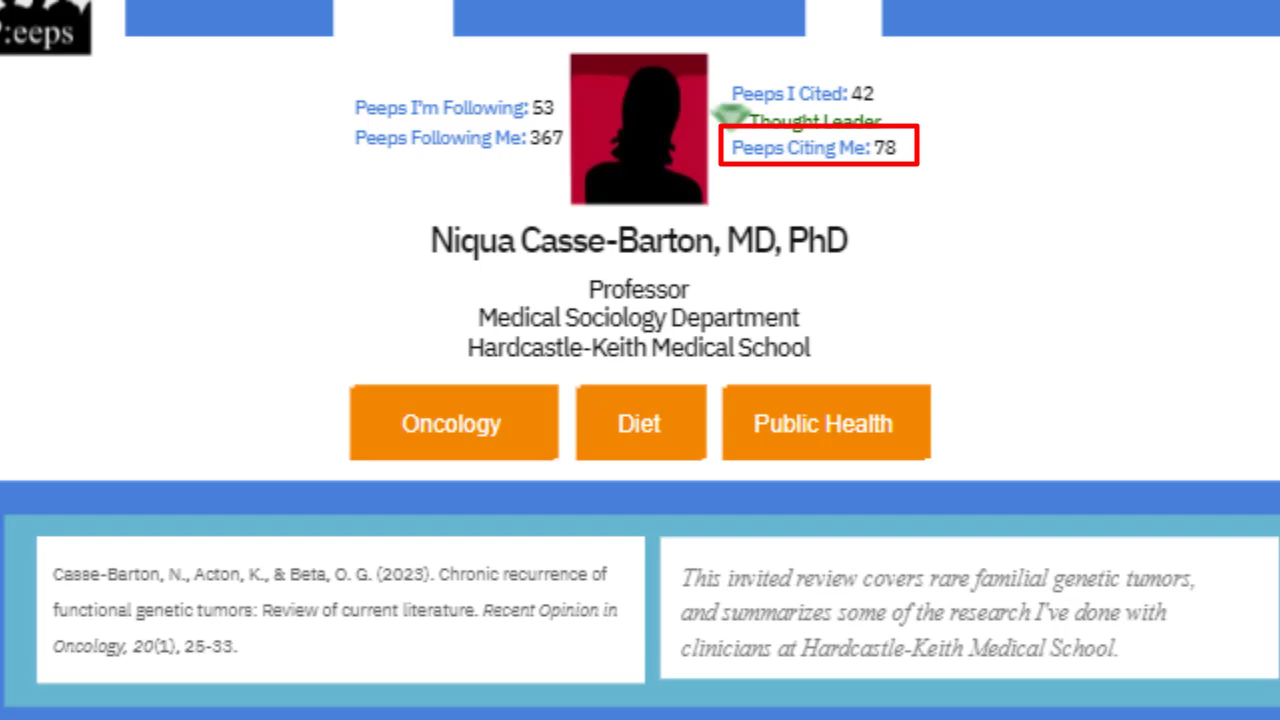 :eeps
Peeps I'm Following: 53
Peeps Following Me: 367
Peeps I Cited: 42
Thought Leader
Peeps Citing Me: 78
Niqua Casse-Barton, MD, PhD
Professor
Medical Sociology Department
Hardcastle-Keith Medical School
Oncology
Diet
Public Health
Casse-Barton, N., Acton, K., & Beta, O. G. (2023). Chronic recurrence of
functional genetic tumors: Review of current literature. Recent Opinion in
Oncology, 20(1), 25-33.
This invited review covers rare familial genetic tumors,
and summarizes some of the research I've done with
clinicians at Hardcastle-Keith Medical School.